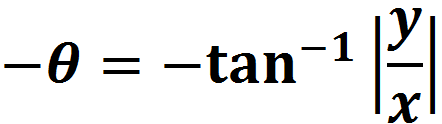 −θ = −tan⁻¹ |y/x|